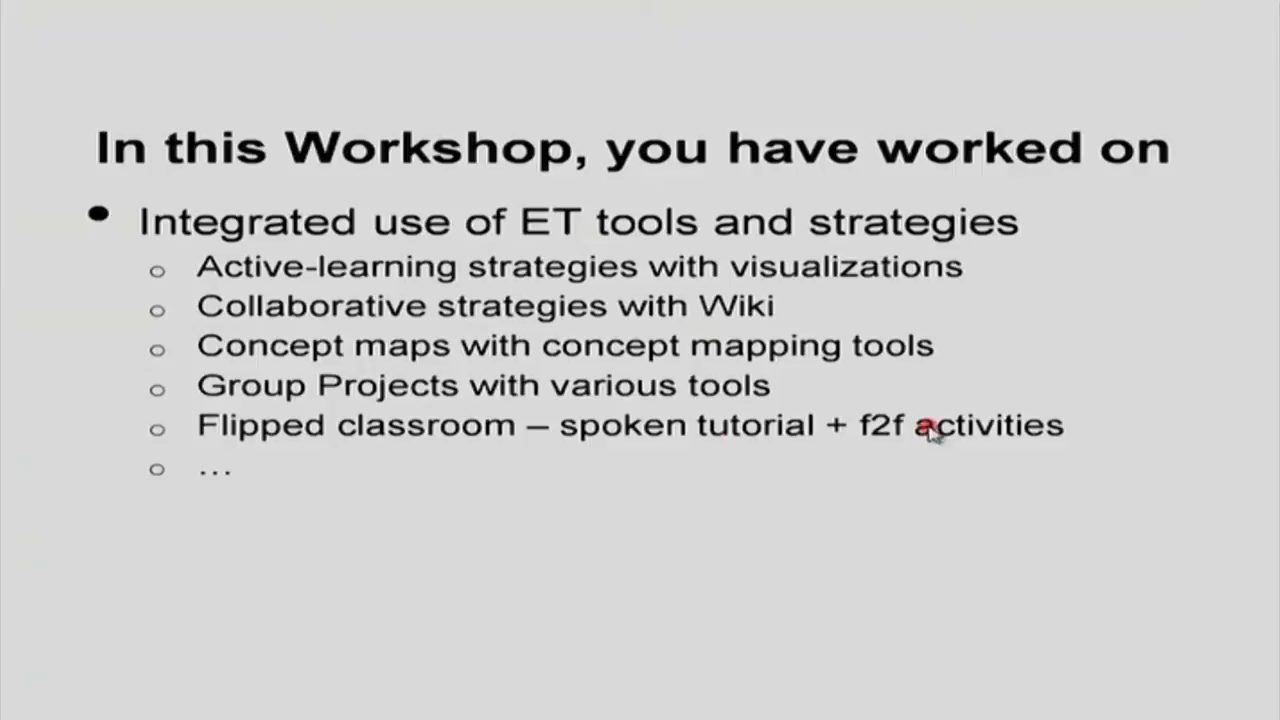 In this Workshop, you have worked on
• Integrated use of ET tools and strategies
o Active-learning strategies with visualizations
o Collaborative strategies with Wiki
o Concept maps with concept mapping tools
o Group Projects with various tools
o Flipped classroom – spoken tutorial + f2f activities
o ...